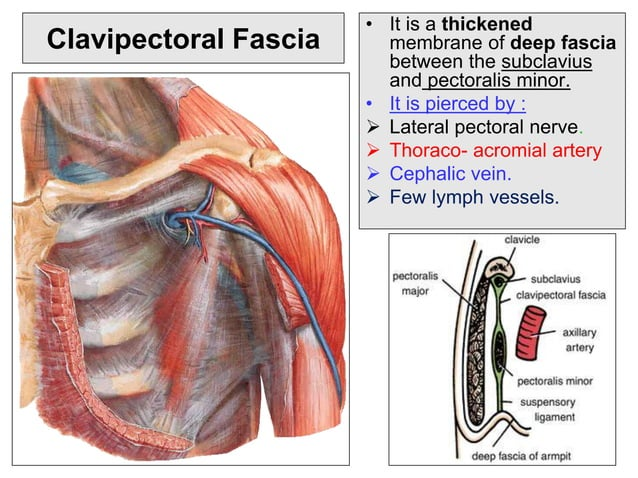 Clavipectoral Fascia
• It is a thickened
membrane of deep fascia
between the subclavius
and pectoralis minor.
• It is pierced by :
➢ Lateral pectoral nerve.
➢ Thoraco- acromial artery
➢ Cephalic vein.
➢ Few lymph vessels.
clavicle
pectoralis
major
subclavius
clavipectoral fascia
axillary
artery
pectoralis minor
suspensory
ligament
deep fascia of armpit